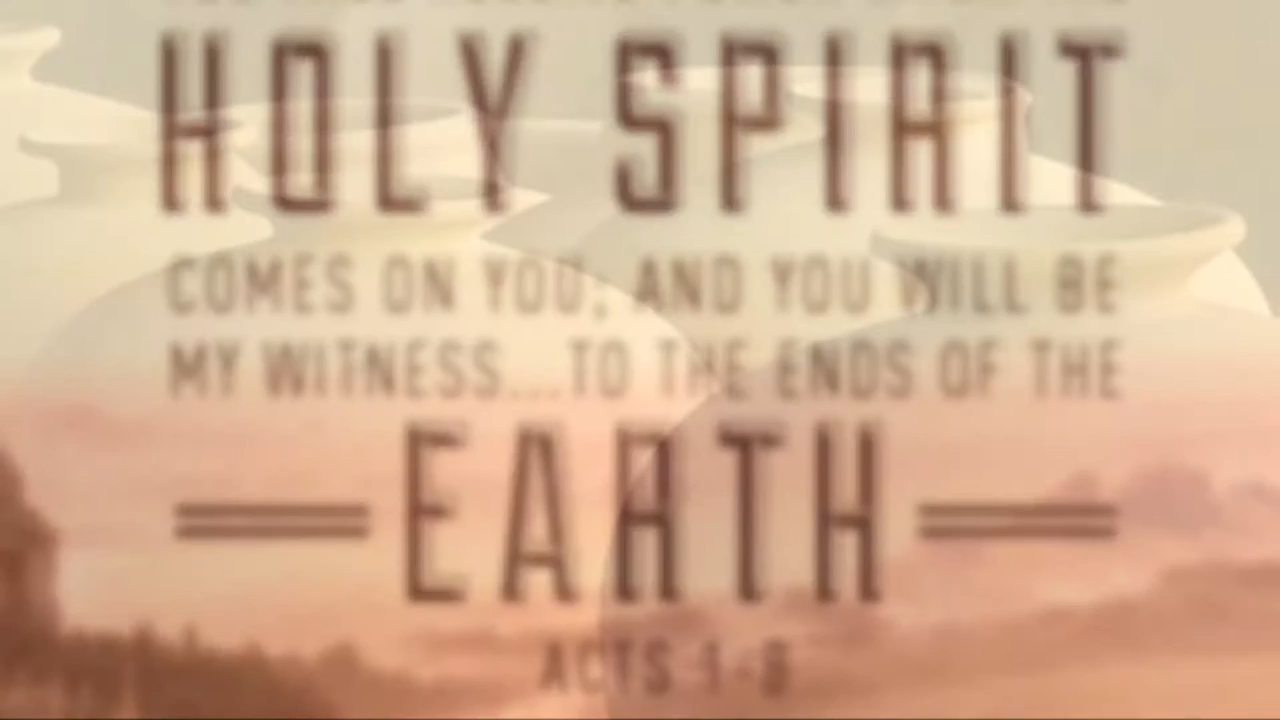 HOLY SPIRIT
COMES ON YOU; AND YOU WILL BE
MY WITNESS...TO THE ENDS OF THE
EARTH
ACTS 1-8